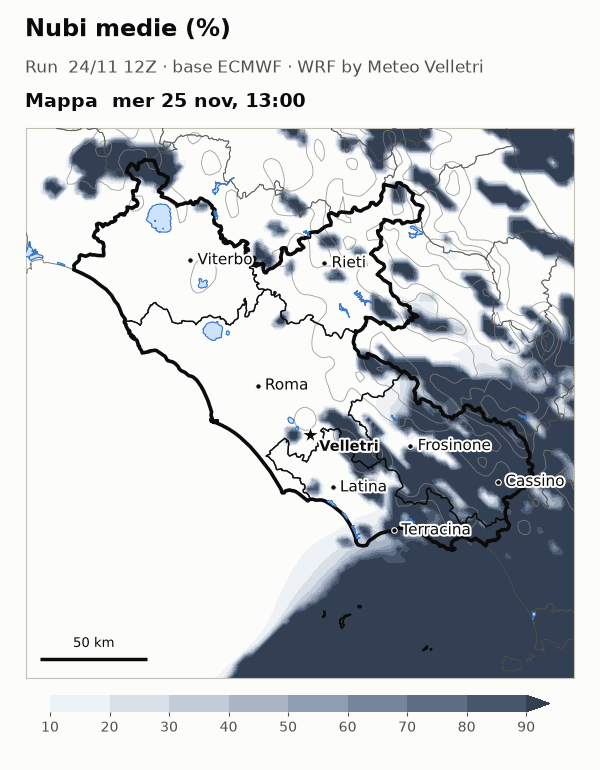 Nubi medie (%)
Run 24/11 12Z · base ECMWF · WRF by Meteo Velletri
Mappa mer 25 nov, 13:00
Viterbo
Rieti
Roma
Velletri
Frosinone
Cassino
Latina
Terracina
50 km
10 20 30 40 50 60 70 80 90